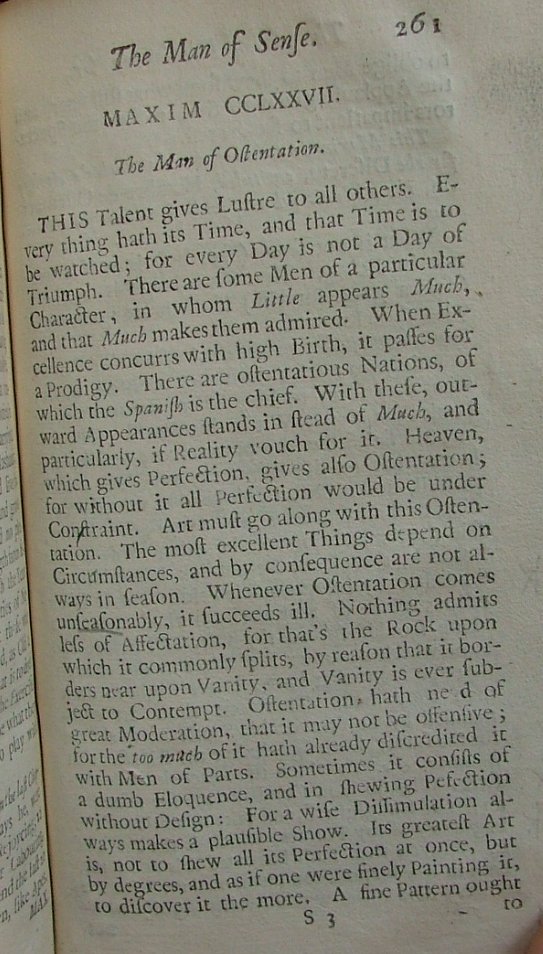 The Man of Senſe. 261
MAXIM CCLXXVII.
The Man of Oſtentation.
THIS Talent gives Luſtre to all others. E-
very thing hath its Time, and that Time is to
be watched; for every Day is not a Day of
Triumph. There are ſome Men of a particular
Character, in whom Little appears Much,
and that Much makes them admired. When Ex-
cellence concurrs with high Birth, it paſſes for
a Prodigy. There are oſtentatious Nations, of
which the Spaniſh is the chief. With theſe, out-
ward Appearances ſtands in ſtead of Much, and
particularly, if Reality vouch for it. Heaven,
which gives Perfection, gives alſo Oſtentation;
for without it all Perfection would be under
Conſtraint. Art muſt go along with this Oſten-
tation. The moſt excellent Things depend on
Circumſtances, and by conſequence are not al-
ways in ſeaſon. Whenever Oſtentation comes
unſeaſonably, it ſucceeds ill. Nothing admits
leſs of Affectation, for that's the Rock upon
which it commonly ſplits, by reaſon that it bor-
ders near upon Vanity, and Vanity is ever ſub-
ject to Contempt. Oſtentation, hath ne d of
great Moderation, that it may not be offenſive;
for the too much of it hath already diſcredited it
with Men of Parts. Sometimes it conſiſts of
a dumb Eloquence, and in ſhewing Pefection
without Deſign: For a wiſe Diſſimulation al-
ways makes a plauſible Show. Its greateſt Art
is, not to ſhew all its Perfection at once, but
by degrees, and as if one were finely Painting it,
to diſcover it the more. A fine Pattern ought
S 3 to